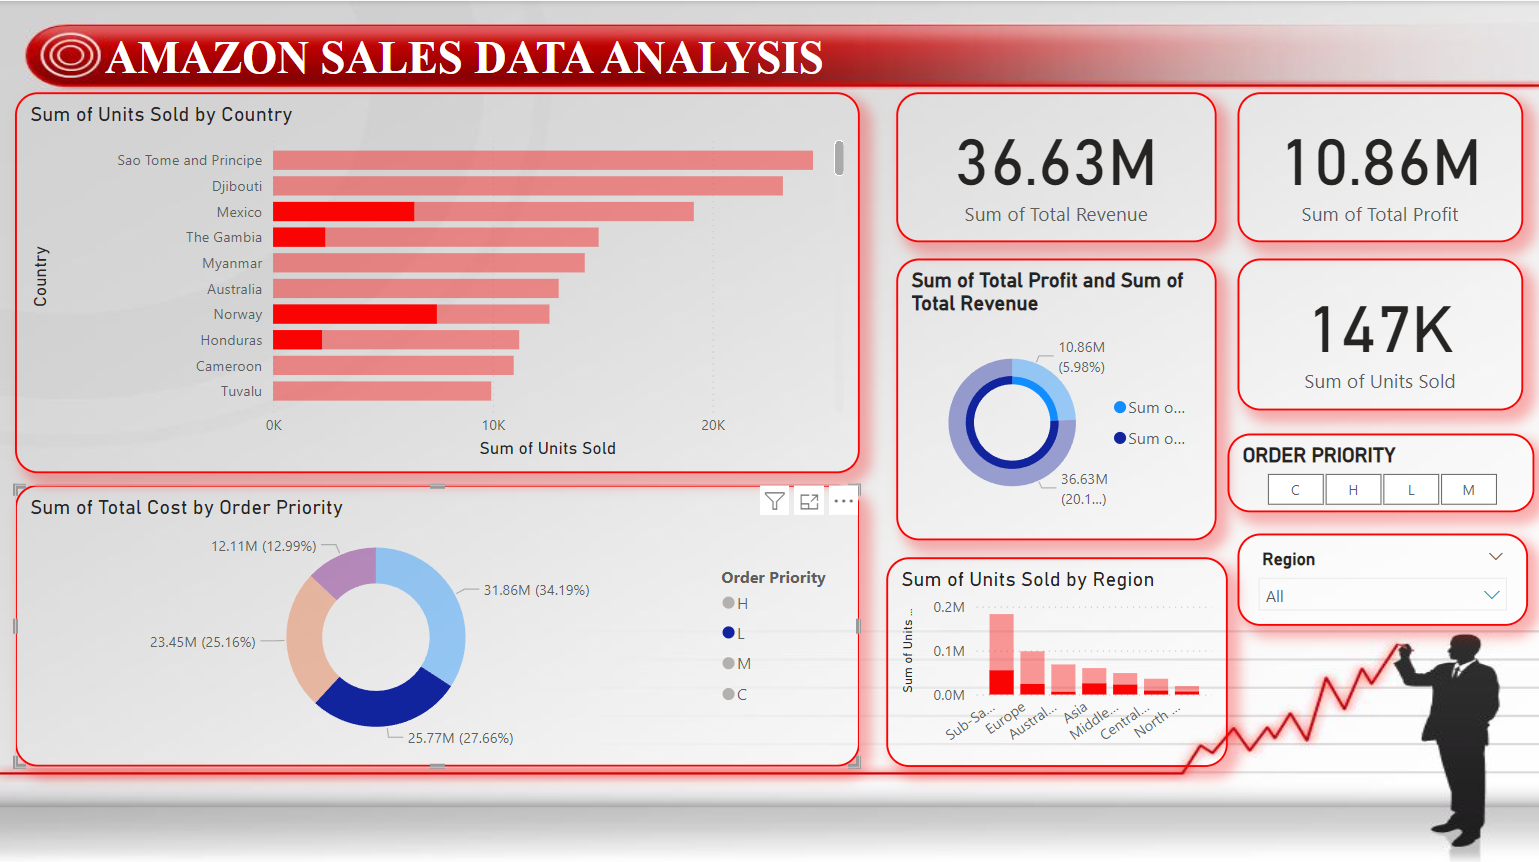 AMAZON SALES DATA ANALYSIS
Sum of Units Sold by Country
Country
Sao Tome and Principe
Djibouti
Mexico
The Gambia
Myanmar
Australia
Norway
Honduras
Cameroon
Tuvalu
0K
10K
20K
Sum of Units Sold
36.63M
Sum of Total Revenue
10.86M
Sum of Total Profit
Sum of Total Profit and Sum of
Total Revenue
10.86M
(5.98%)
Sum o...
Sum o...
36.63M
(20.1...)
147K
Sum of Units Sold
ORDER PRIORITY
C
H
L
M
Region
All
Sum of Total Cost by Order Priority
12.11M (12.99%)
31.86M (34.19%)
23.45M (25.16%)
25.77M (27.66%)
Order Priority
H
L
M
C
Sum of Units Sold by Region
Sum of Units ...
0.2M
0.1M
0.0M
Sub-Sa...
Europe
Austral...
Asia
Middle...
Central...
North ...